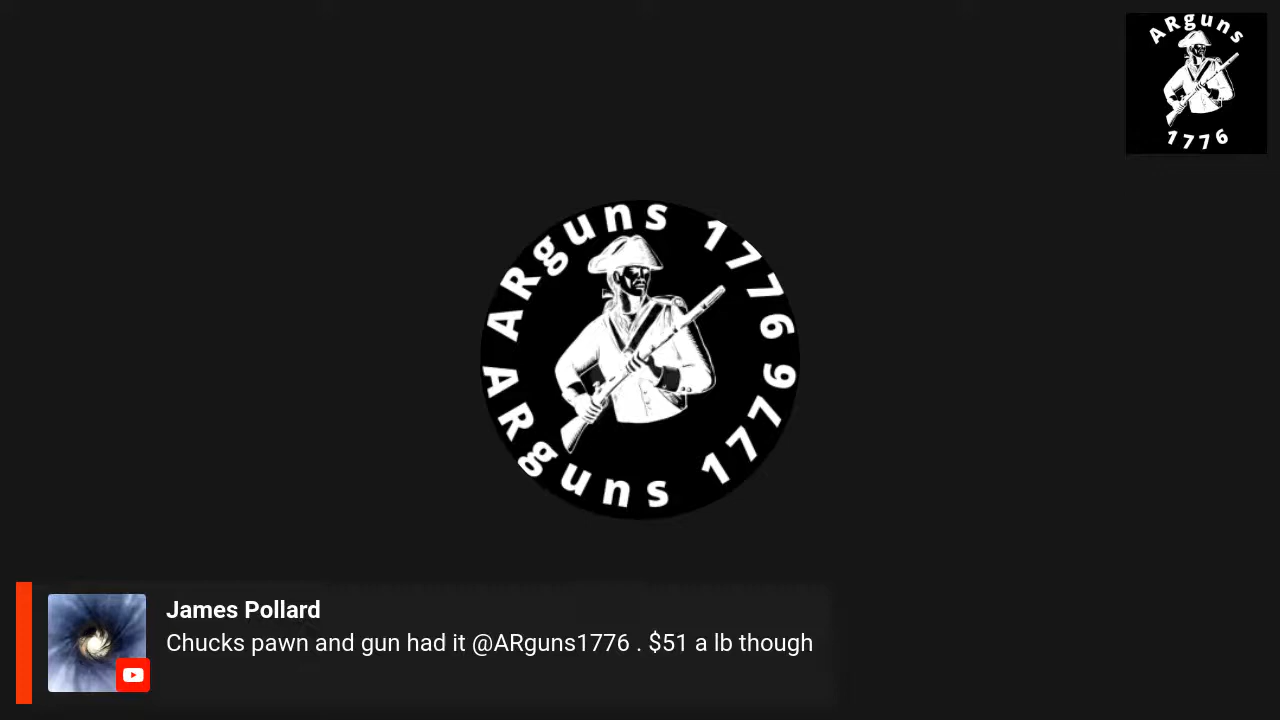 ARguns
1776
ARguns 1776
ARguns 1776
James Pollard
Chucks pawn and gun had it @ARguns1776 . $51 a lb though